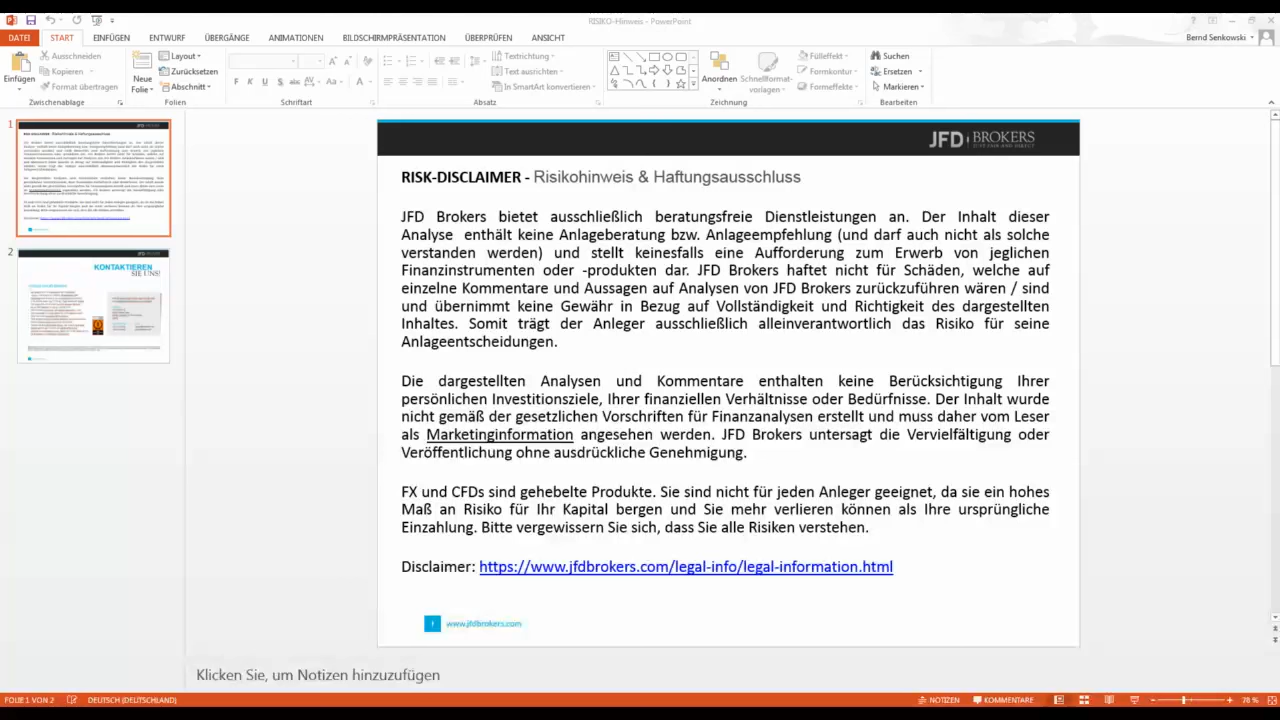 RISIKO-Hinweis - PowerPoint
DATEI START EINFÜGEN ENTWURF ÜBERGÄNGE ANIMATIONEN BILDSCHIRMPRÄSENTATION ÜBERPRÜFEN ANSICHT Bernd Senkowski
Einfügen
Ausschneiden
Kopieren
Format übertragen
Zwischenablage
Neue
Folie
Layout
Zurücksetzen
Abschnitt
Folien
Schriftart
Textrichtung
Text ausrichten
In SmartArt konvertieren
Absatz
Anordnen
Schnellformat-
vorlagen
Fülleffekt
Formkontur
Formeffekte
Zeichnung
Suchen
Ersetzen
Markieren
Bearbeiten
1
JFD BROKERS
2
KONTAKTIEREN
SIE UNS!
JFD BROKERS
JUST FAIR AND DIRECT
RISK-DISCLAIMER - Risikohinweis & Haftungsausschuss
JFD Brokers bietet ausschließlich beratungsfreie Dienstleistungen an. Der Inhalt dieser
Analyse enthält keine Anlageberatung bzw. Anlageempfehlung (und darf auch nicht als solche
verstanden werden) und stellt keinesfalls eine Aufforderung zum Erwerb von jeglichen
Finanzinstrumenten oder -produkten dar. JFD Brokers haftet nicht für Schäden, welche auf
einzelne Kommentare und Aussagen auf Analysen von JFD Brokers zurückzuführen wären / sind
und übernimmt keine Gewähr in Bezug auf Vollständigkeit und Richtigkeit des dargestellten
Inhaltes. Somit trägt der Anleger ausschließlich alleinverantwortlich das Risiko für seine
Anlageentscheidungen.
Die dargestellten Analysen und Kommentare enthalten keine Berücksichtigung Ihrer
persönlichen Investitionsziele, Ihrer finanziellen Verhältnisse oder Bedürfnisse. Der Inhalt wurde
nicht gemäß der gesetzlichen Vorschriften für Finanzanalysen erstellt und muss daher vom Leser
als Marketinginformation angesehen werden. JFD Brokers untersagt die Vervielfältigung oder
Veröffentlichung ohne ausdrückliche Genehmigung.
FX und CFDs sind gehebelte Produkte. Sie sind nicht für jeden Anleger geeignet, da sie ein hohes
Maß an Risiko für Ihr Kapital bergen und Sie mehr verlieren können als Ihre ursprüngliche
Einzahlung. Bitte vergewissern Sie sich, dass Sie alle Risiken verstehen.
Disclaimer: https://www.jfdbrokers.com/legal-info/legal-information.html
www.jfdbrokers.com
Klicken Sie, um Notizen hinzuzufügen
FOLIE 1 VON 2 DEUTSCH (DEUTSCHLAND) NOTIZEN KOMMENTARE 78 %